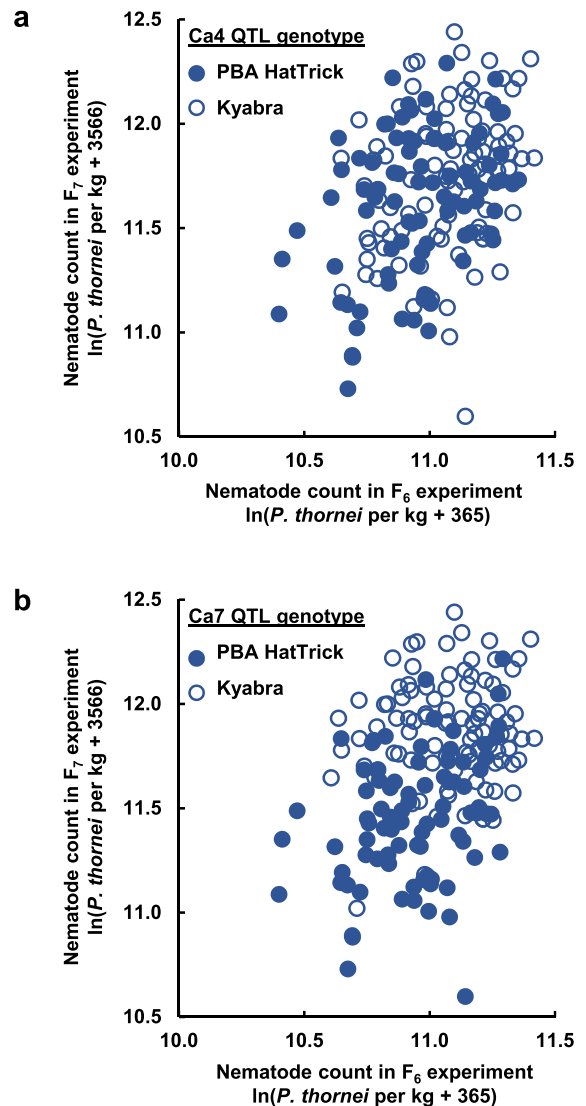 a
Ca4 QTL genotype
PBA HatTrick
Kyabra
Nematode count in F₇ experiment
ln(P. thornei per kg + 3566)
12.5
12.0
11.5
11.0
10.5
10.0
10.5
11.0
11.5
Nematode count in F₆ experiment
ln(P. thornei per kg + 365)
b
Ca7 QTL genotype
PBA HatTrick
Kyabra
Nematode count in F₇ experiment
ln(P. thornei per kg + 3566)
12.5
12.0
11.5
11.0
10.5
10.0
10.5
11.0
11.5
Nematode count in F₆ experiment
ln(P. thornei per kg + 365)